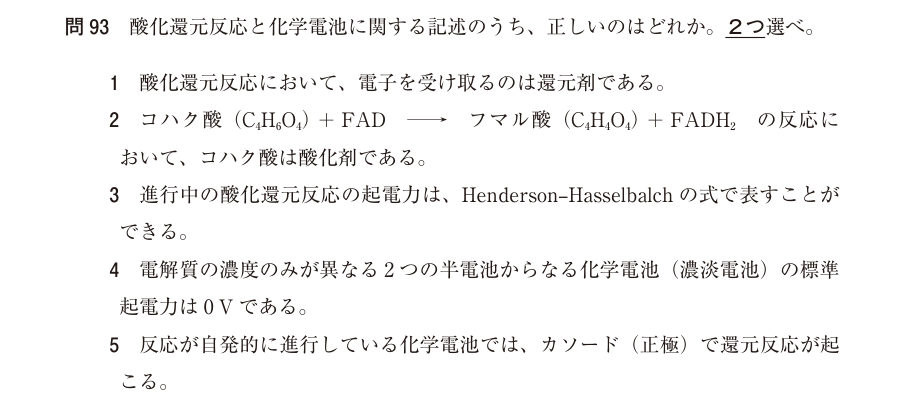 問 93　酸化還元反応と化学電池に関する記述のうち、正しいのはどれか。２つ選べ。
1　酸化還元反応において、電子を受け取るのは還元剤である。
2　コハク酸（C₄H₆O₄）＋ FAD　⟶　フマル酸（C₄H₄O₄）＋ FADH₂　の反応に
おいて、コハク酸は酸化剤である。
3　進行中の酸化還元反応の起電力は、Henderson–Hasselbalch の式で表すことが
できる。
4　電解質の濃度のみが異なる２つの半電池からなる化学電池（濃淡電池）の標準
起電力は 0 V である。
5　反応が自発的に進行している化学電池では、カソード（正極）で還元反応が起
こる。